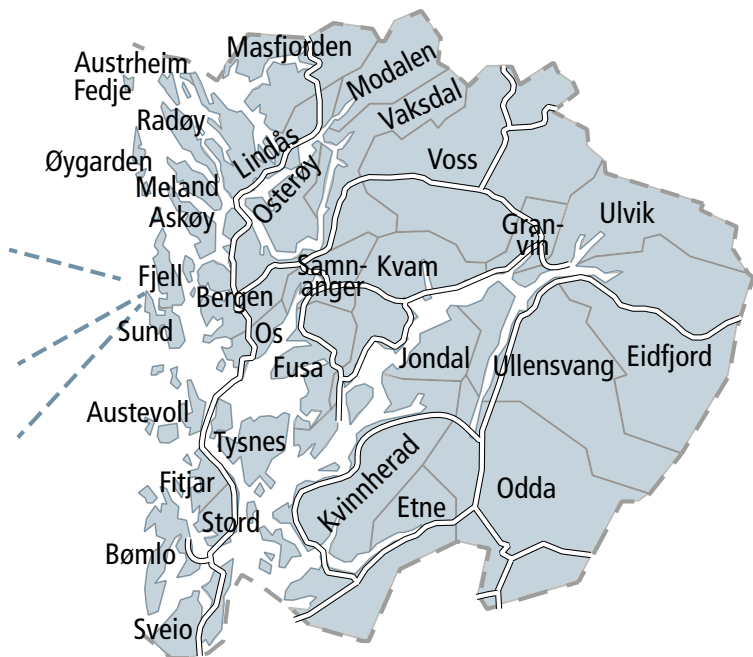 Masfjorden
Austrheim
Fedje
Modalen
Vaksdal
Radøy
Lindås
Øygarden
Voss
Meland
Osterøy
Askøy
Gran-
vin
Ulvik
Fjell
Samn-
anger
Kvam
Bergen
Sund
Os
Fusa
Jondal
Ullensvang
Eidfjord
Austevoll
Tysnes
Fitjar
Kvinnherad
Odda
Etne
Stord
Bømlo
Sveio